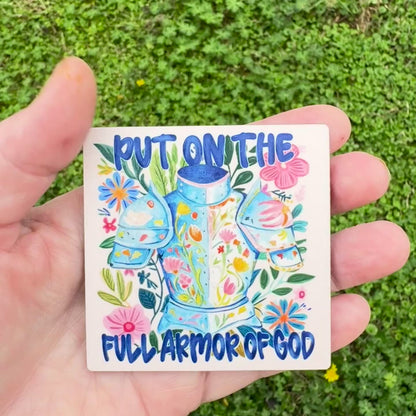 PUT ON THE
FULL ARMOR OF GOD